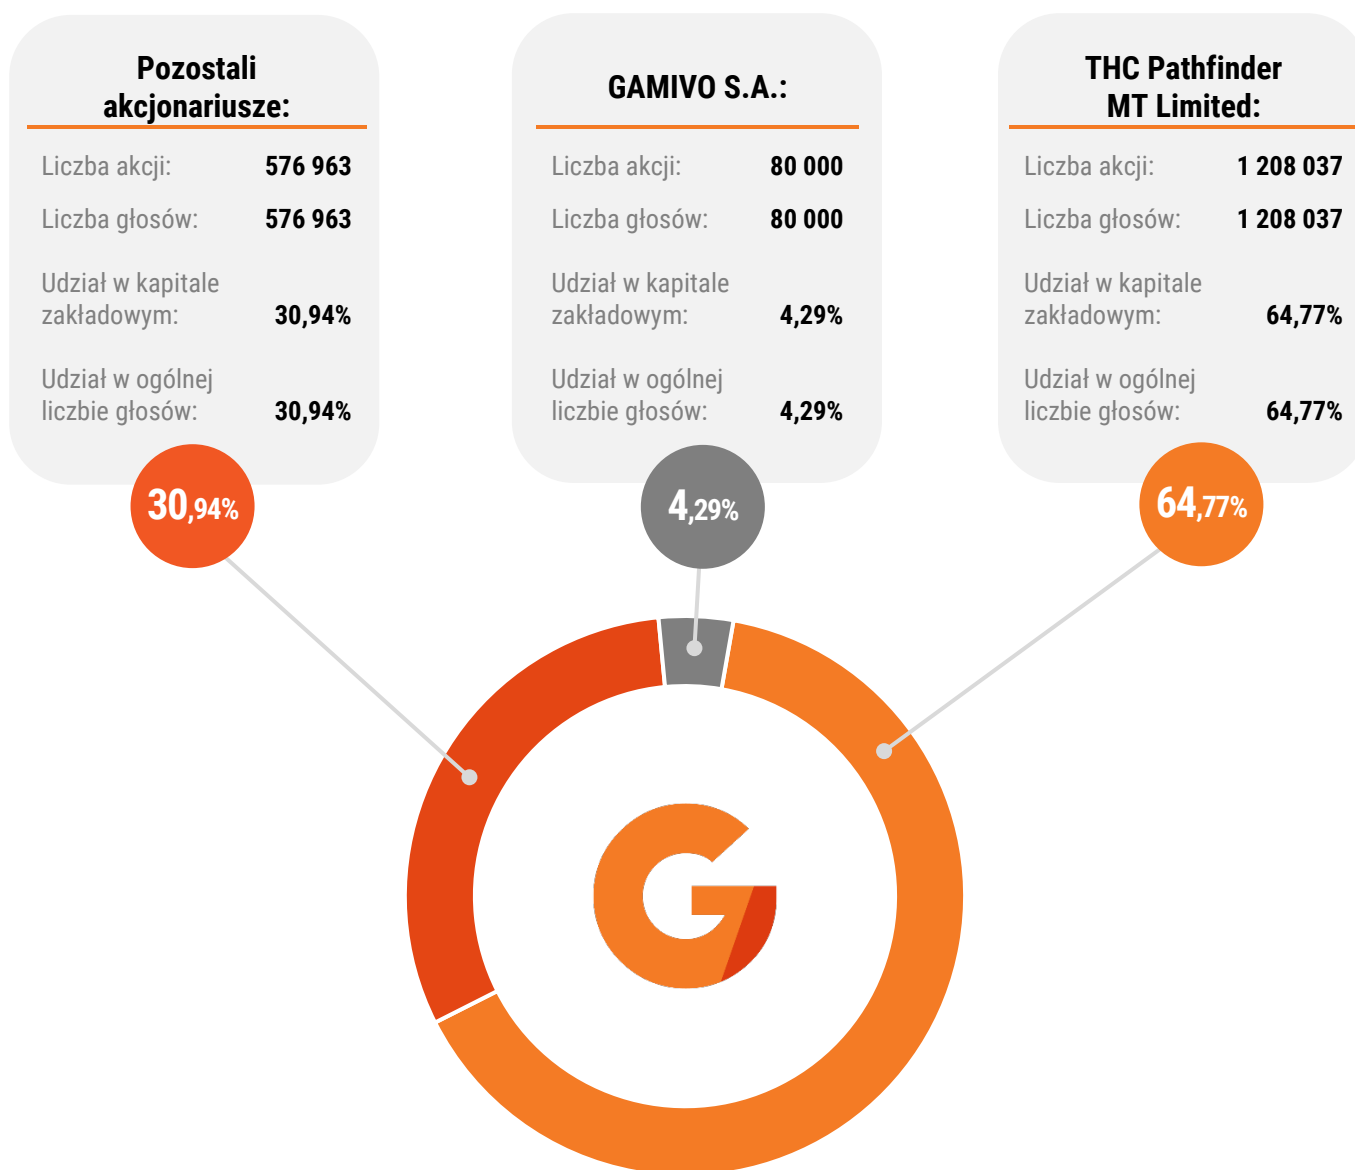 Pozostali
akcjonariusze:
Liczba akcji: 576 963
Liczba głosów: 576 963
Udział w kapitale
zakładowym: 30,94%
Udział w ogólnej
liczbie głosów: 30,94%
30,94%
GAMIVO S.A.:
Liczba akcji: 80 000
Liczba głosów: 80 000
Udział w kapitale
zakładowym: 4,29%
Udział w ogólnej
liczbie głosów: 4,29%
4,29%
THC Pathfinder
MT Limited:
Liczba akcji: 1 208 037
Liczba głosów: 1 208 037
Udział w kapitale
zakładowym: 64,77%
Udział w ogólnej
liczbie głosów: 64,77%
64,77%
G